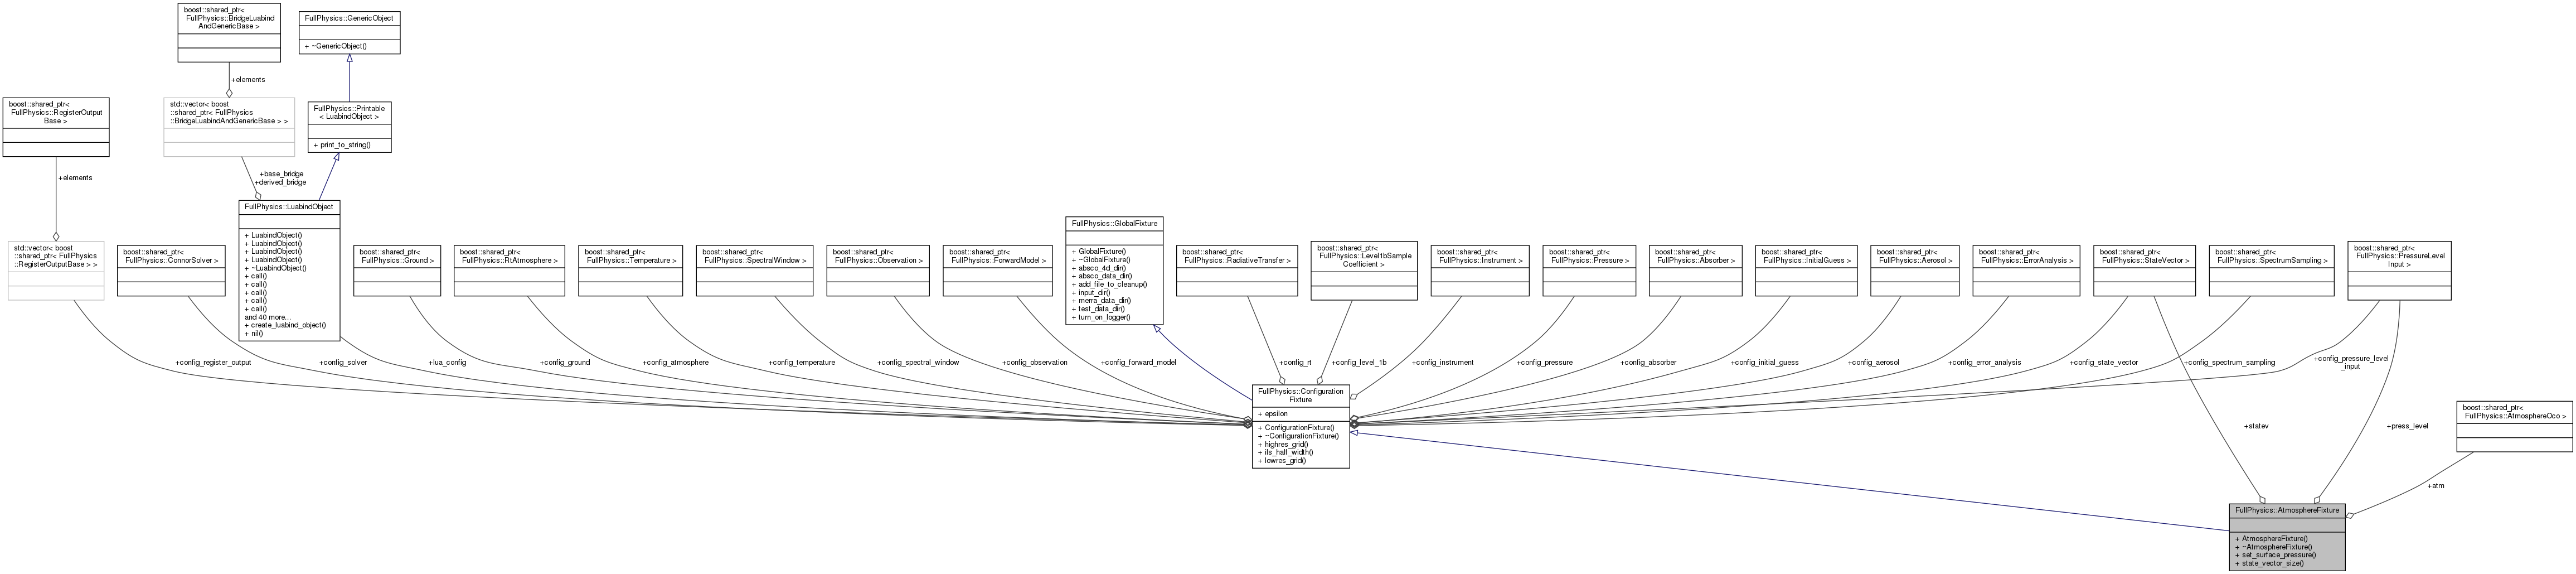 boost::shared_ptr<
FullPhysics::BridgeLuabind
AndGenericBase >
FullPhysics::GenericObject
+ ~GenericObject()
+elements
boost::shared_ptr<
FullPhysics::RegisterOutput
Base >
std::vector< boost
::shared_ptr< FullPhysics
::BridgeLuabindAndGenericBase > >
FullPhysics::Printable
< LuabindObject >
+ print_to_string()
+elements
+base_bridge
+derived_bridge
std::vector< boost
::shared_ptr< FullPhysics
::RegisterOutputBase > >
boost::shared_ptr<
FullPhysics::ConnorSolver >
FullPhysics::LuabindObject
+ LuabindObject()
+ LuabindObject()
+ LuabindObject()
+ LuabindObject()
+ ~LuabindObject()
+ call()
+ call()
+ call()
+ call()
+ call()
and 40 more...
+ create_luabind_object()
+ nil()
boost::shared_ptr<
FullPhysics::Ground >
boost::shared_ptr<
FullPhysics::RtAtmosphere >
boost::shared_ptr<
FullPhysics::Temperature >
boost::shared_ptr<
FullPhysics::SpectralWindow >
boost::shared_ptr<
FullPhysics::Observation >
boost::shared_ptr<
FullPhysics::ForwardModel >
FullPhysics::GlobalFixture
+ GlobalFixture()
+ ~GlobalFixture()
+ absco_4d_dir()
+ absco_data_dir()
+ add_file_to_cleanup()
+ input_dir()
+ merra_data_dir()
+ test_data_dir()
+ turn_on_logger()
boost::shared_ptr<
FullPhysics::RadiativeTransfer >
boost::shared_ptr<
FullPhysics::Level1bSample
Coefficient >
boost::shared_ptr<
FullPhysics::Instrument >
boost::shared_ptr<
FullPhysics::Pressure >
boost::shared_ptr<
FullPhysics::Absorber >
boost::shared_ptr<
FullPhysics::InitialGuess >
boost::shared_ptr<
FullPhysics::Aerosol >
boost::shared_ptr<
FullPhysics::ErrorAnalysis >
boost::shared_ptr<
FullPhysics::StateVector >
boost::shared_ptr<
FullPhysics::SpectrumSampling >
boost::shared_ptr<
FullPhysics::PressureLevel
Input >
+config_register_output
+config_solver
+lua_config
+config_ground
+config_atmosphere
+config_temperature
+config_spectral_window
+config_observation
+config_forward_model
+config_rt
+config_level_1b
+config_instrument
+config_pressure
+config_absorber
+config_initial_guess
+config_aerosol
+config_error_analysis
+config_state_vector
+config_spectrum_sampling
+config_pressure_level
_input
FullPhysics::Configuration
Fixture
+ epsilon
+ ConfigurationFixture()
+ ~ConfigurationFixture()
+ highres_grid()
+ ils_half_width()
+ lowres_grid()
+statev
+press_level
boost::shared_ptr<
FullPhysics::AtmosphereOco >
+atm
FullPhysics::AtmosphereFixture
+ AtmosphereFixture()
+ ~AtmosphereFixture()
+ set_surface_pressure()
+ state_vector_size()